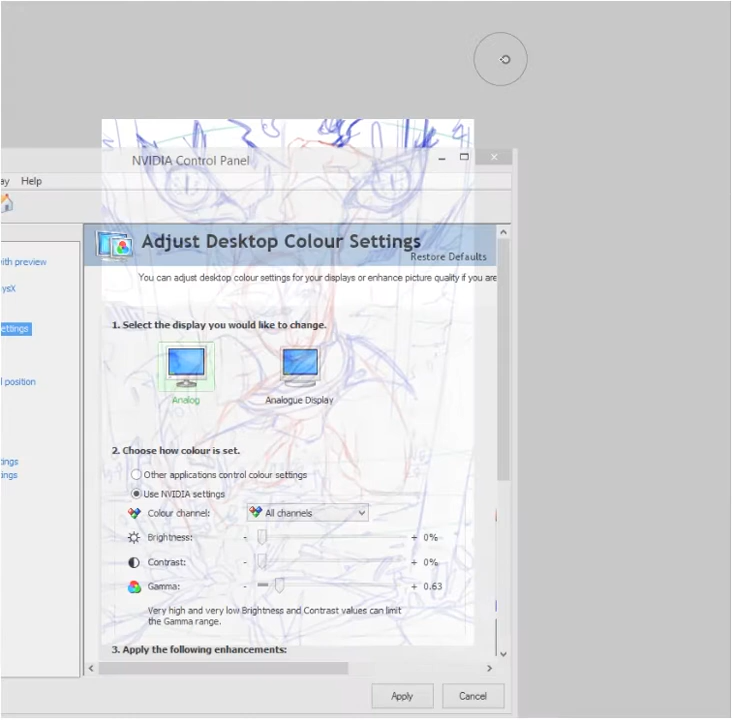 NVIDIA Control Panel
ay Help
Adjust Desktop Colour Settings
Restore Defaults
with preview
You can adjust desktop colour settings for your displays or enhance picture quality if you are
ysX
1. Select the display you would like to change.
ettings
l position
Analog
Analogue Display
2. Choose how colour is set.
tings
Other applications control colour settings
tings
Use NVIDIA settings
Colour channel: All channels
Brightness: - + 0%
Contrast: - + 0%
Gamma: - + 0.63
Very high and very low Brightness and Contrast values can limit
the Gamma range.
3. Apply the following enhancements:
Apply Cancel